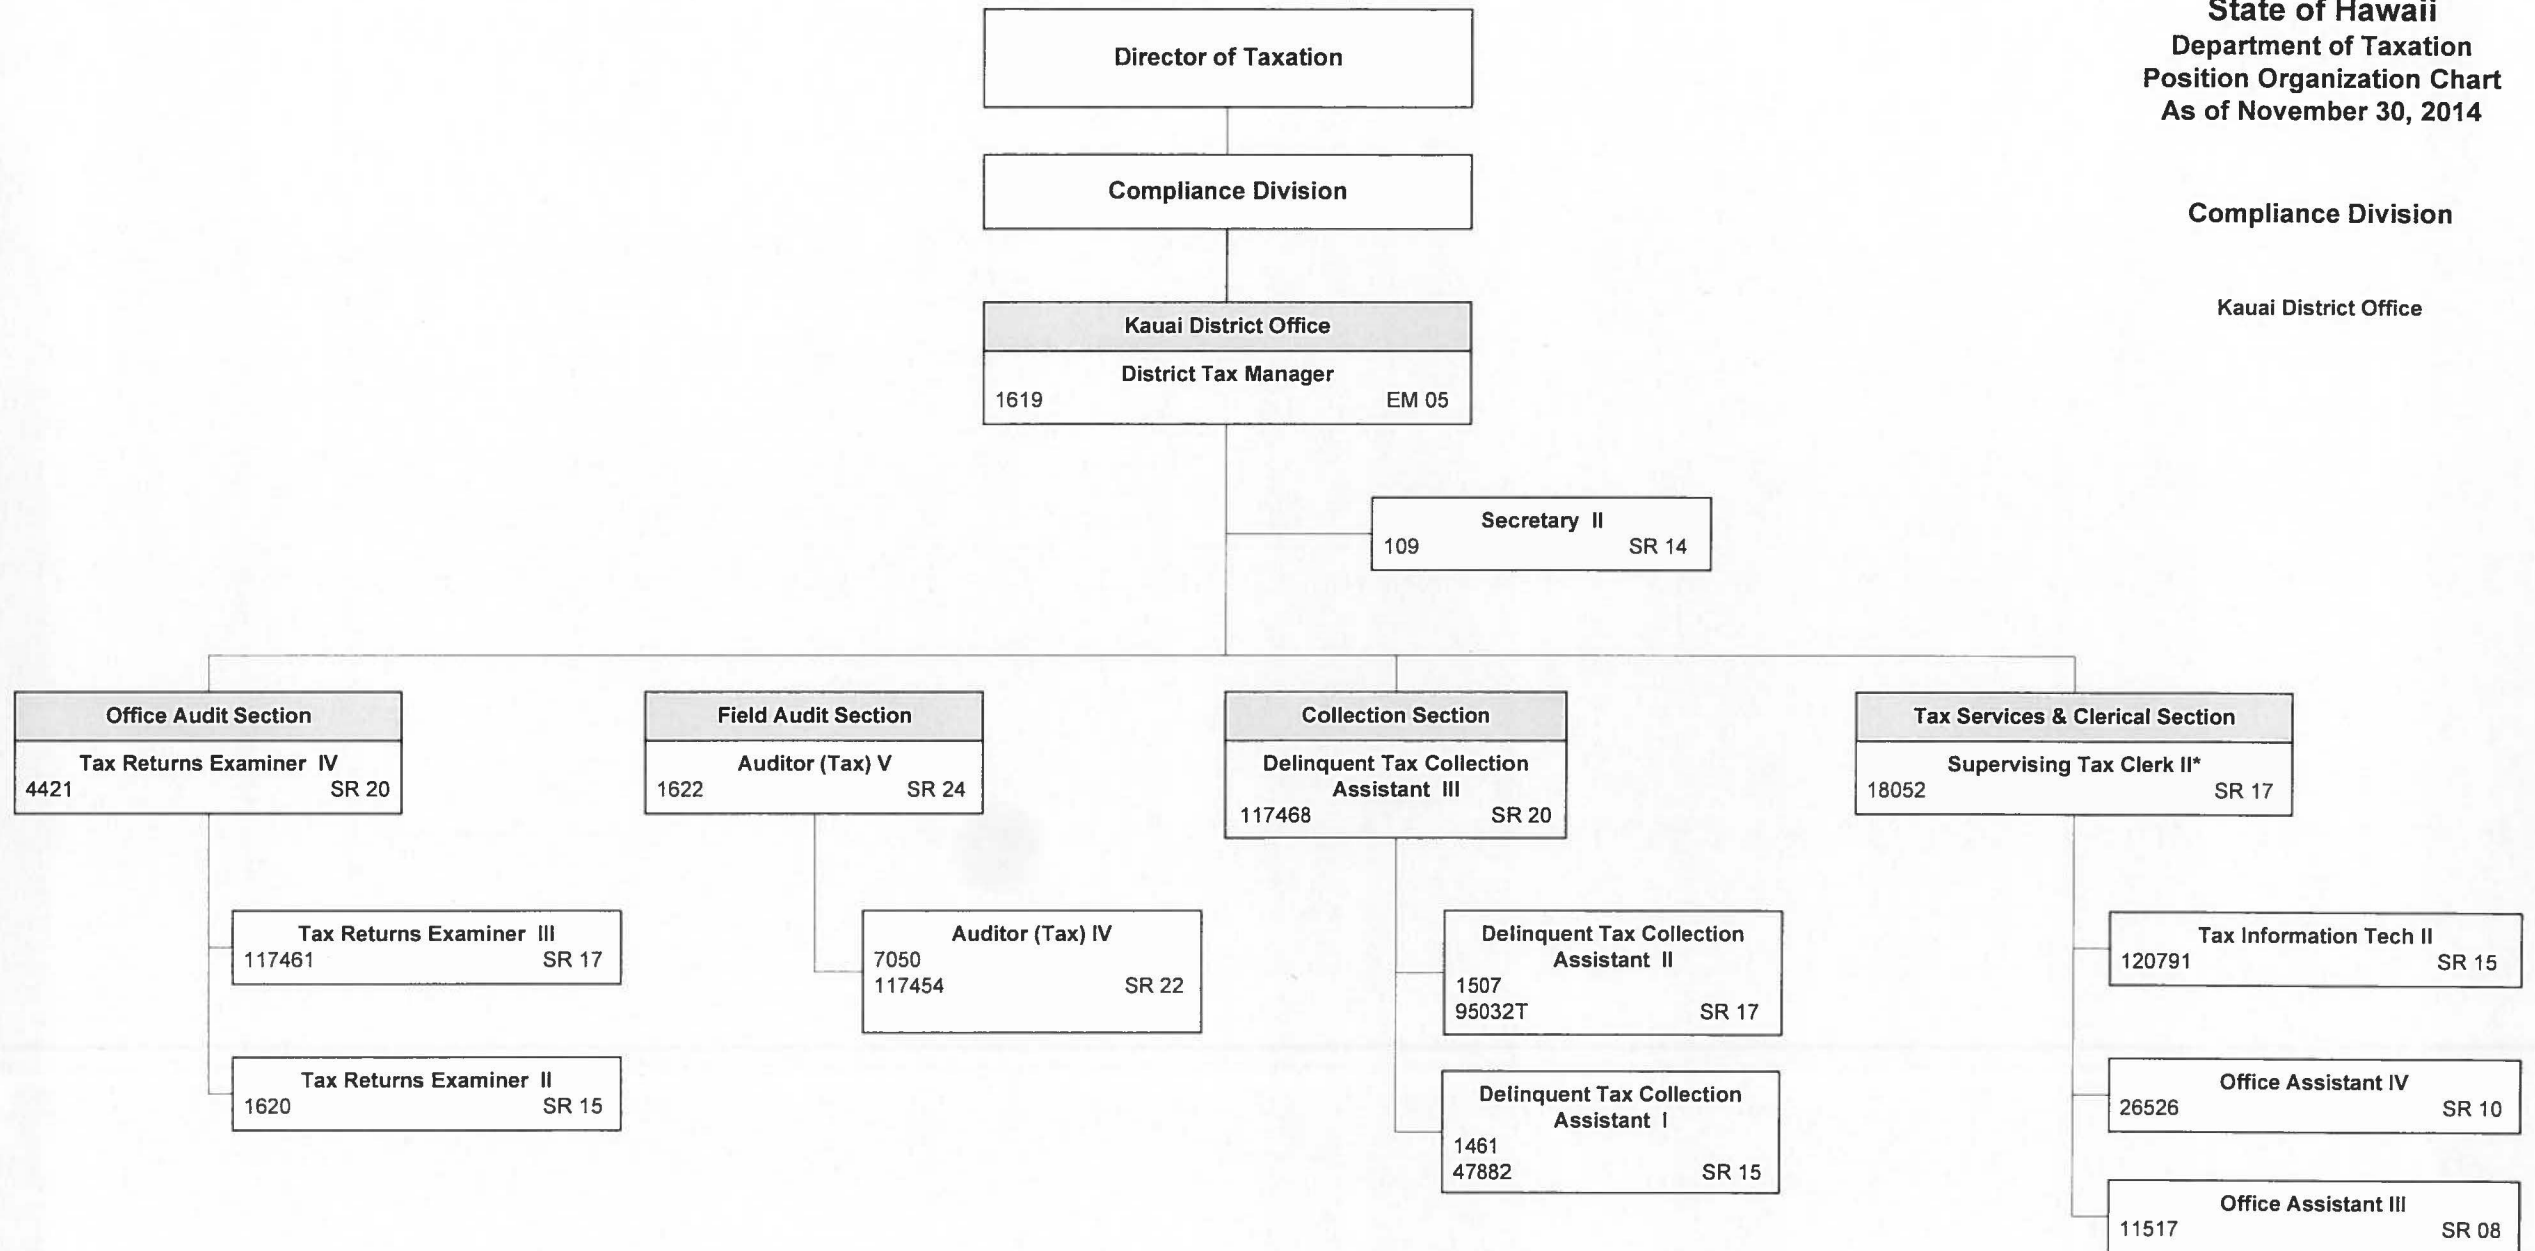 State of Hawaii
Department of Taxation
Position Organization Chart
As of November 30, 2014
Compliance Division
Kauai District Office
Director of Taxation
Compliance Division
Kauai District Office
District Tax Manager
1619 EM 05
Secretary II
109 SR 14
Office Audit Section
Tax Returns Examiner IV
4421 SR 20
Tax Returns Examiner III
117461 SR 17
Tax Returns Examiner II
1620 SR 15
Field Audit Section
Auditor (Tax) V
1622 SR 24
Auditor (Tax) IV
7050
117454 SR 22
Collection Section
Delinquent Tax Collection
Assistant III
117468 SR 20
Delinquent Tax Collection
Assistant II
1507
95032T SR 17
Delinquent Tax Collection
Assistant I
1461
47882 SR 15
Tax Services & Clerical Section
Supervising Tax Clerk II*
18052 SR 17
Tax Information Tech II
120791 SR 15
Office Assistant IV
26526 SR 10
Office Assistant III
11517 SR 08